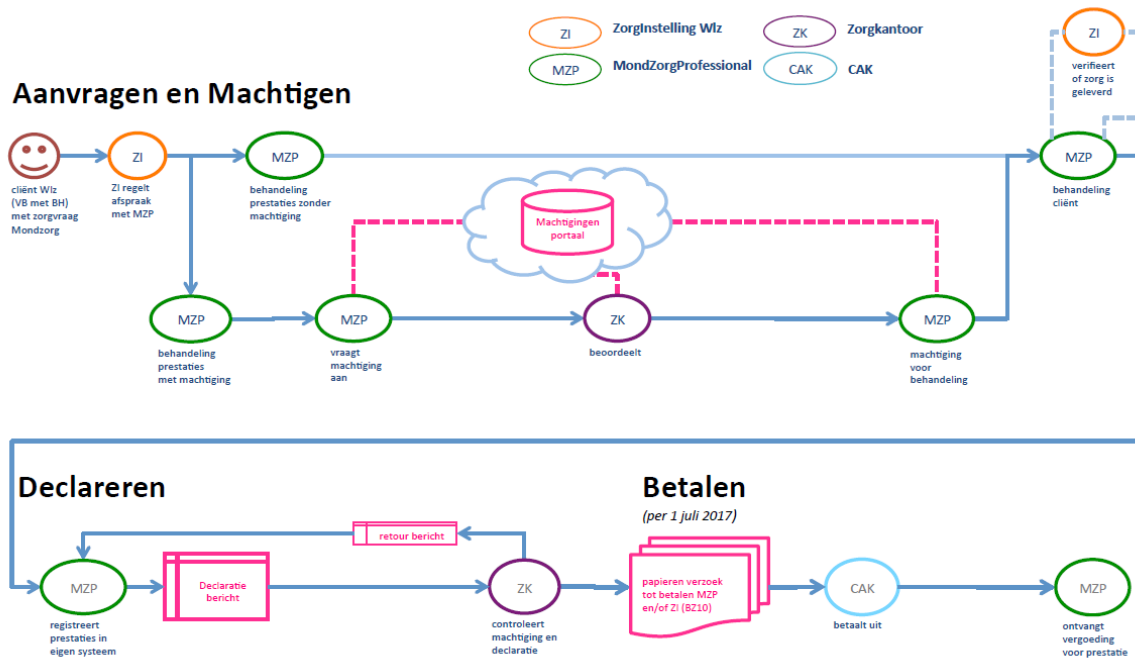 ZI
ZorgInstelling Wlz
ZK
Zorgkantoor
MZP
MondZorgProfessional
CAK
CAK
ZI
verifieert
of zorg is
geleverd
Aanvragen en Machtigen
ZI
MZP
MZP
cliënt Wlz
(VB met BH)
met zorgvraag
Mondzorg
ZI regelt
afspraak
met MZP
behandeling
prestaties zonder
machtiging
behandeling
cliënt
Machtigingen
portaal
MZP
MZP
ZK
MZP
behandeling
prestaties
met machtiging
vraagt
machtiging
aan
beoordeelt
machtiging
voor
behandeling
Declareren
Betalen
(per 1 juli 2017)
retour bericht
MZP
Declaratie
bericht
ZK
papieren verzoek
tot betalen MZP
en/of ZI (BZ10)
CAK
MZP
registreert
prestaties in
eigen systeem
controleert
machtiging en
declaratie
betaalt uit
ontvangt
vergoeding
voor prestatie